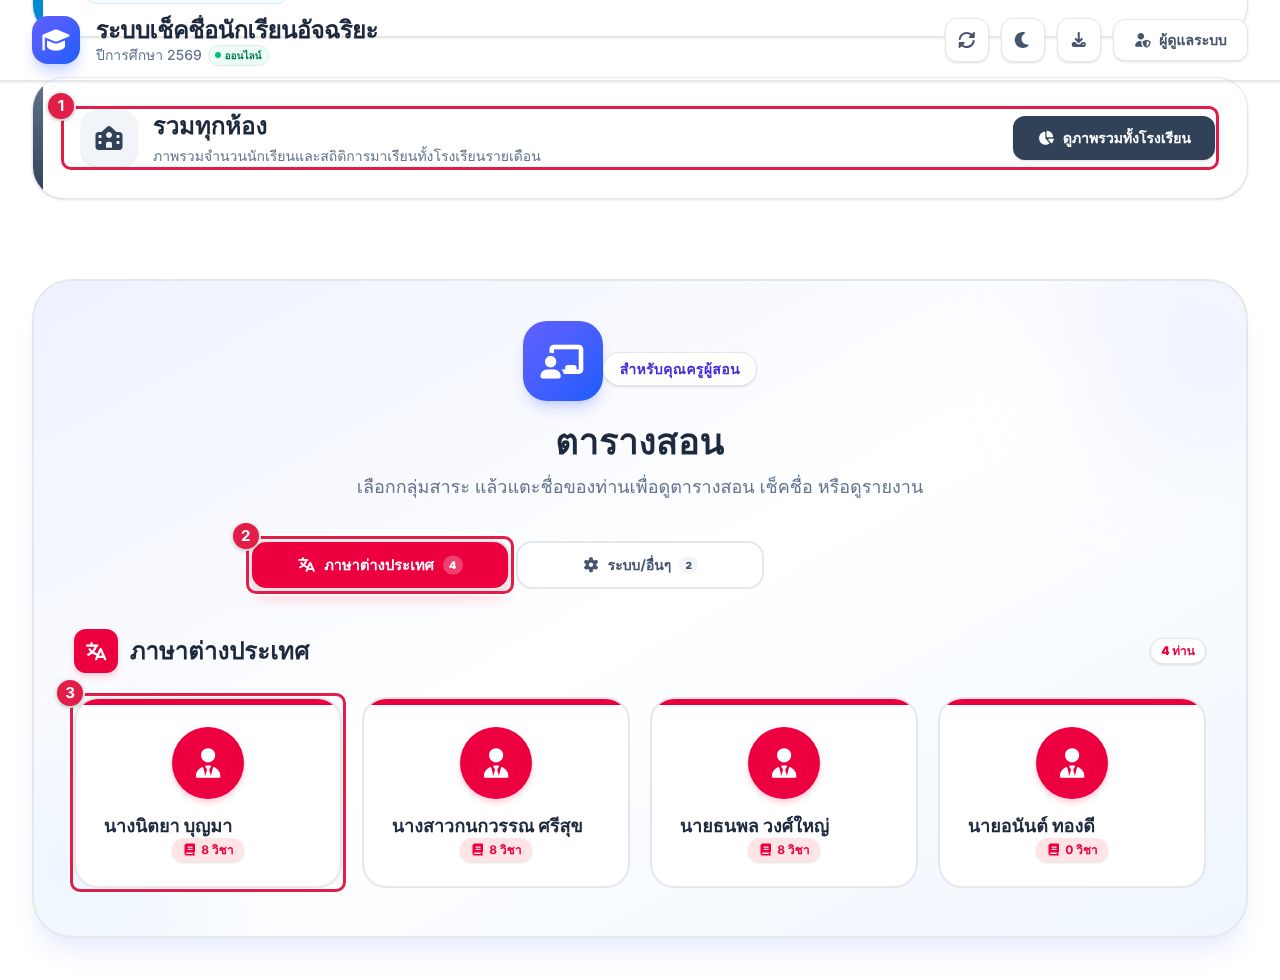 ระบบเช็คชื่อนักเรียนอัจฉริยะ
ปีการศึกษา 2569 ออนไลน์
ผู้ดูแลระบบ
1
รวมทุกห้อง
ภาพรวมจำนวนนักเรียนและสถิติการมาเรียนทั้งโรงเรียนรายเดือน
ดูภาพรวมทั้งโรงเรียน
สำหรับคุณครูผู้สอน
ตารางสอน
เลือกกลุ่มสาระ แล้วแตะชื่อของท่านเพื่อดูตารางสอน เช็คชื่อ หรือดูรายงาน
2
ภาษาต่างประเทศ 4
ระบบ/อื่นๆ 2
ภาษาต่างประเทศ
4 ท่าน
3
นางนิตยา บุญมา
8 วิชา
นางสาวกนกวรรณ ศรีสุข
8 วิชา
นายธนพล วงศ์ใหญ่
8 วิชา
นายอนันต์ ทองดี
0 วิชา